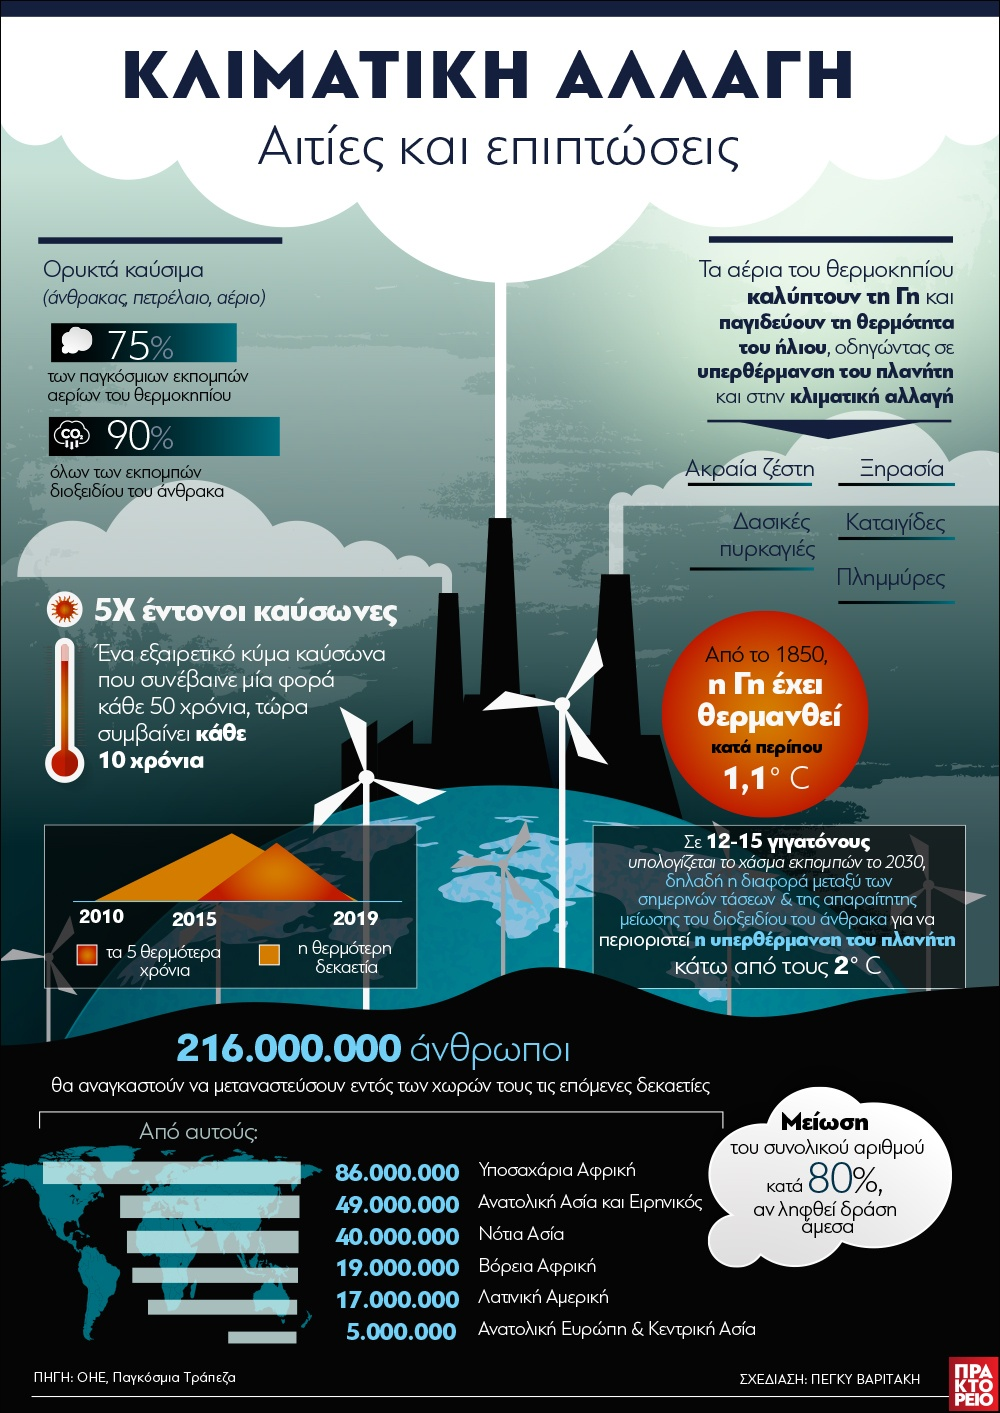 ΚΛΙΜΑΤΙΚΗ ΑΛΛΑΓΗ
Αιτίες και επιπτώσεις
Ορυκτά καύσιμα
(άνθρακας, πετρέλαιο, αέριο)
75%
των παγκόσμιων εκπομπών
αερίων του θερμοκηπίου
CO₂
90%
όλων των εκπομπών
διοξειδίου του άνθρακα
Τα αέρια του θερμοκηπίου
καλύπτουν τη Γη και
παγιδεύουν τη θερμότητα
του ήλιου, οδηγώντας σε
υπερθέρμανση του πλανήτη
και στην κλιματική αλλαγή
Ακραία ζέστη
Ξηρασία
Δασικές
πυρκαγιές
Καταιγίδες
Πλημμύρες
5Χ έντονοι καύσωνες
Ένα εξαιρετικό κύμα καύσωνα
που συνέβαινε μία φορά
κάθε 50 χρόνια, τώρα
συμβαίνει κάθε
10 χρόνια
Από το 1850,
η Γη έχει
θερμανθεί
κατά περίπου
1,1° C
2010
2015
2019
τα 5 θερμότερα
χρόνια
η θερμότερη
δεκαετία
Σε 12-15 γιγατόνους
υπολογίζεται το χάσμα εκπομπών το 2030,
δηλαδή η διαφορά μεταξύ των
σημερινών τάσεων & της απαραίτητης
μείωσης του διοξειδίου του άνθρακα για να
περιοριστεί η υπερθέρμανση του πλανήτη
κάτω από τους 2° C
216.000.000 άνθρωποι
θα αναγκαστούν να μεταναστεύσουν εντός των χωρών τους τις επόμενες δεκαετίες
Από αυτούς:
86.000.000 Υποσαχάρια Αφρική
49.000.000 Ανατολική Ασία και Ειρηνικός
40.000.000 Νότια Ασία
19.000.000 Βόρεια Αφρική
17.000.000 Λατινική Αμερική
5.000.000 Ανατολική Ευρώπη & Κεντρική Ασία
Μείωση
του συνολικού αριθμού
κατά 80%,
αν ληφθεί δράση
άμεσα
ΠΗΓΗ: ΟΗΕ, Παγκόσμια Τράπεζα
ΣΧΕΔΙΑΣΗ: ΠΕΓΚΥ ΒΑΡΙΤΑΚΗ
ΠΡΑ
ΚΤΟ
ΡΕΙΟ